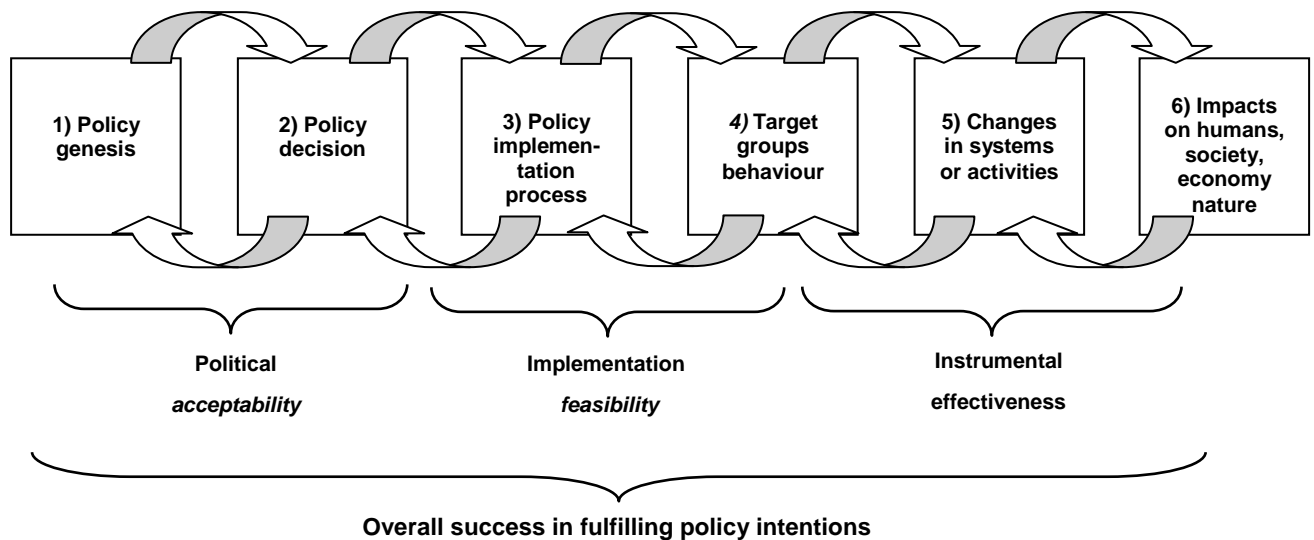 1) Policy
genesis
2) Policy
decision
3) Policy
implemen-
tation
process
4) Target
groups
behaviour
5) Changes
in systems
or activities
6) Impacts
on humans,
society,
economy
nature
Political
acceptability
Implementation
feasibility
Instrumental
effectiveness
Overall success in fulfilling policy intentions